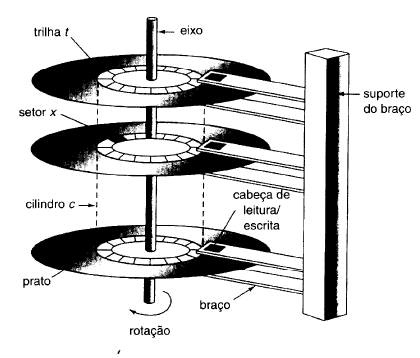 trilha t
eixo
suporte
do braço
setor x
cilindro c
cabeça de
leitura/
escrita
prato
braço
rotação